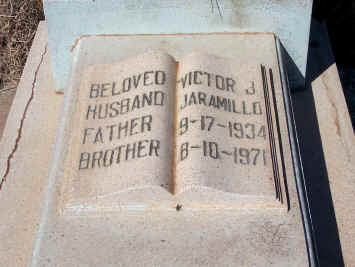 BELOVED
HUSBAND
FATHER
BROTHER
VICTOR J.
JARAMILLO
9-17-1934
8-10-1971